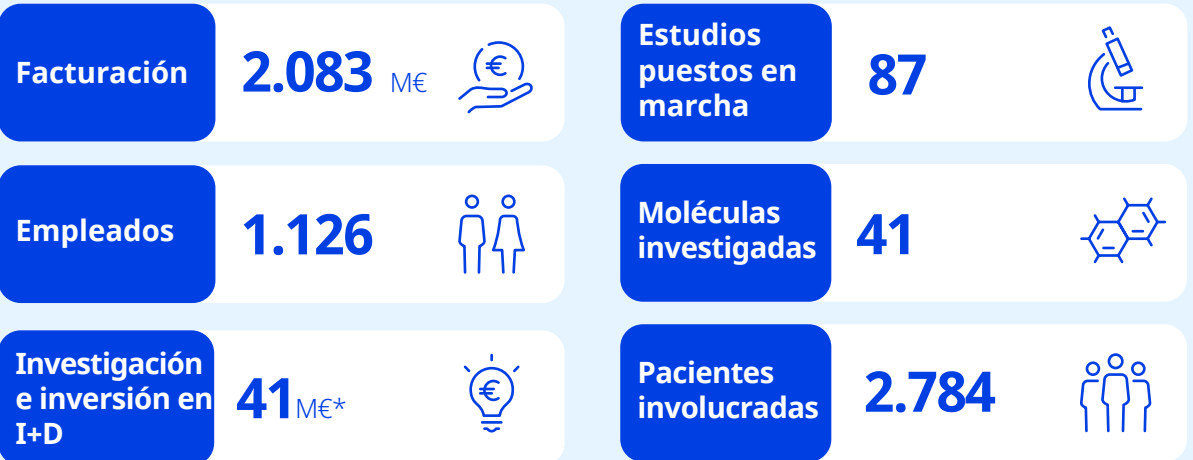 Facturación
2.083 M€
€
Estudios
puestos en
marcha
87
Empleados
1.126
Moléculas
investigadas
41
Investigación
e inversión en
I+D
41M€*
€
Pacientes
involucradas
2.784